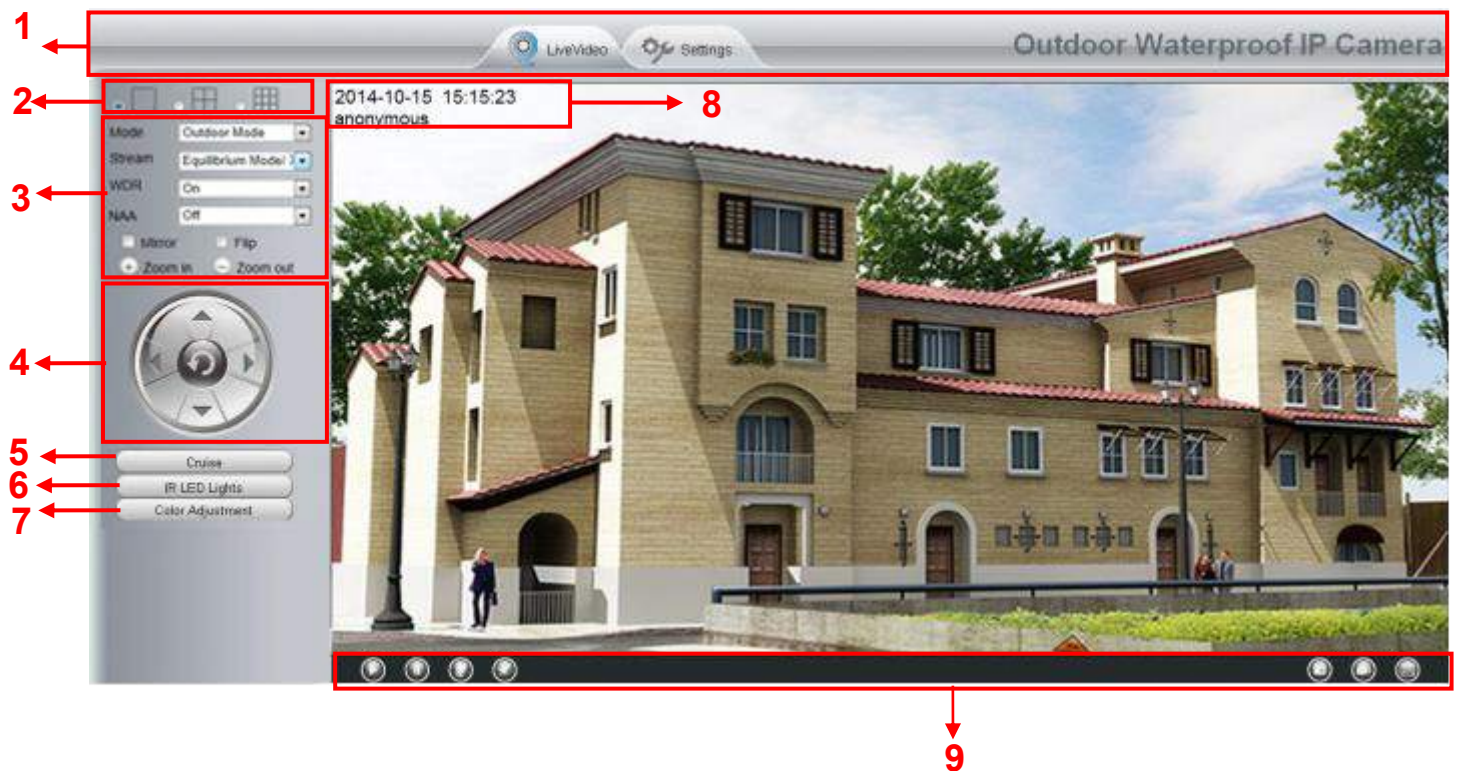 1
LiveVideo
Settings
Outdoor Waterproof IP Camera
2
2014-10-15 15:15:23
anonymous
8
3
Mode
Outdoor Mode
Stream
Equilibrium Mode/
WDR
On
NAA
Off
Mirror
Flip
+ Zoom in
− Zoom out
4
5
Cruise
6
IR LED Lights
7
Color Adjustment
9